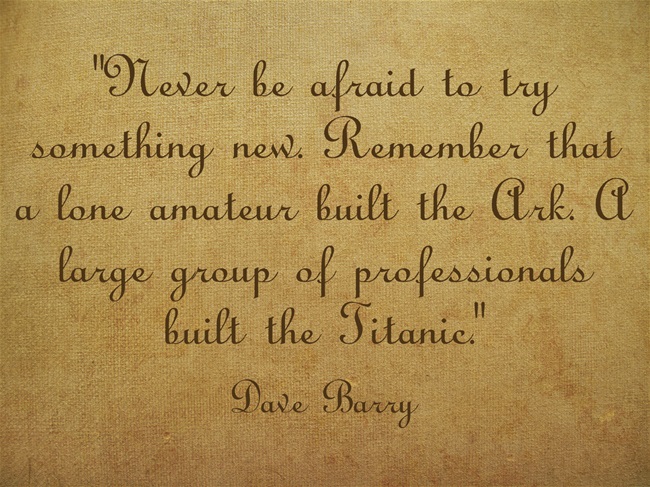 "Never be afraid to try
something new. Remember that
a lone amateur built the Ark. A
large group of professionals
built the Titanic."
Dave Barry